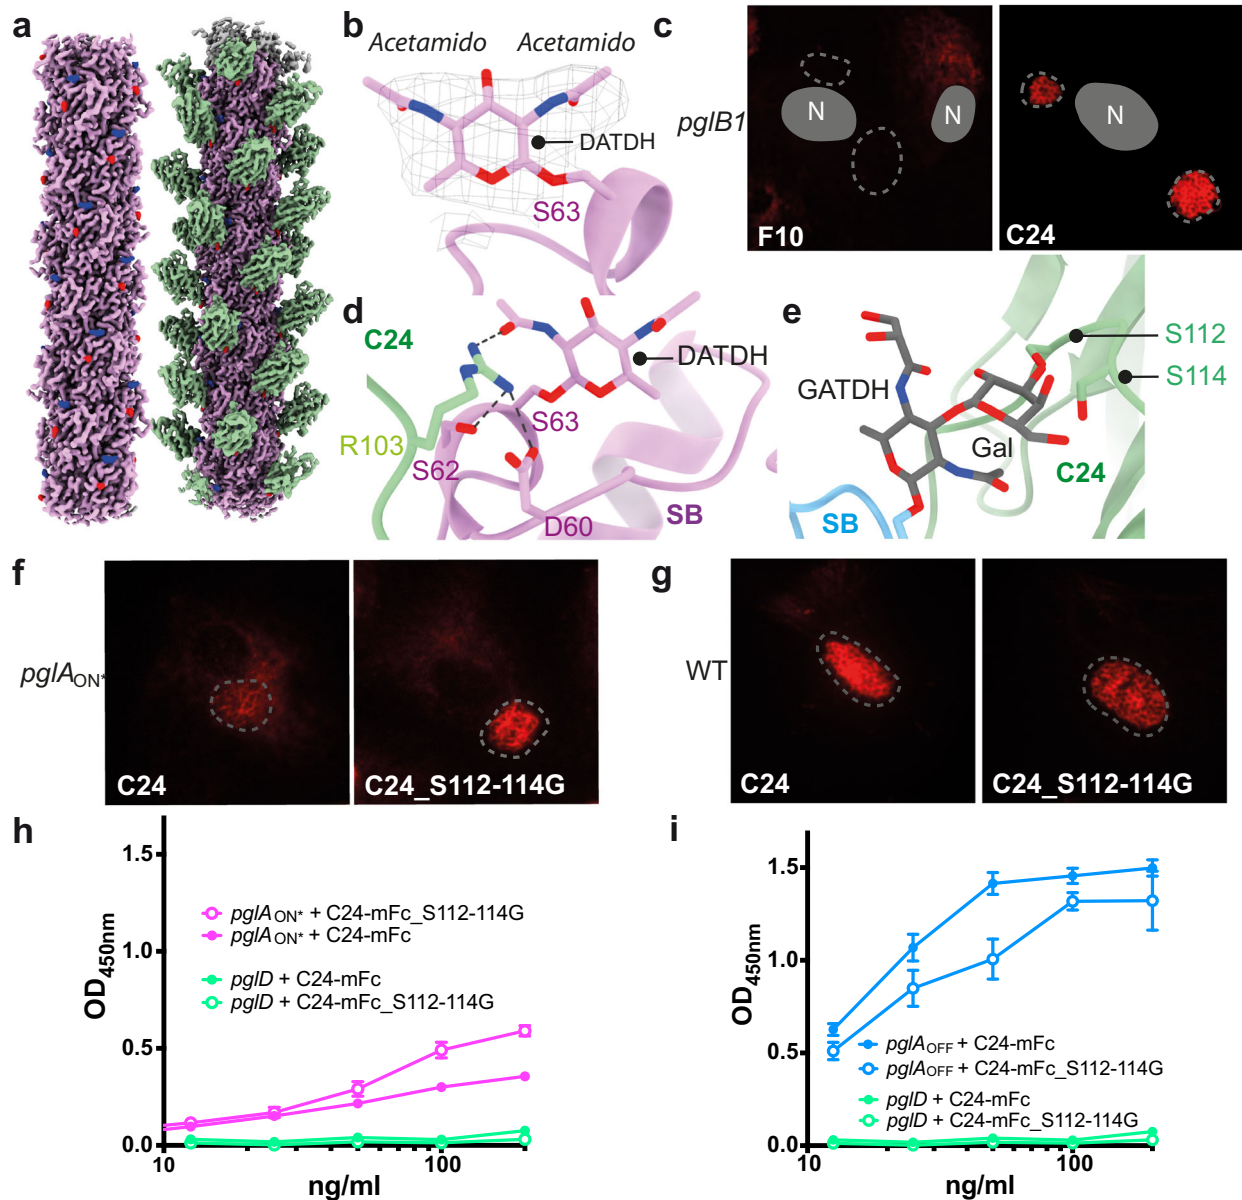 a
b
Acetamido Acetamido
DATDH
S63
c
pglB1
N
N
F10
N
C24
d
C24
DATDH
R103
S63
S62
D60
SB
e
S112
S114
GATDH
Gal
C24
SB
f
pglAON*
C24
C24_S112-114G
g
WT
C24
C24_S112-114G
h
OD450nm
1.5
1.0
0.5
0.0
10
100
ng/ml
pglAON* + C24-mFc_S112-114G
pglAON* + C24-mFc
pglD + C24-mFc
pglD + C24-mFc_S112-114G
i
OD450nm
1.5
1.0
0.5
0.0
10
100
ng/ml
pglAOFF + C24-mFc
pglAOFF + C24-mFc_S112-114G
pglD + C24-mFc
pglD + C24-mFc_S112-114G